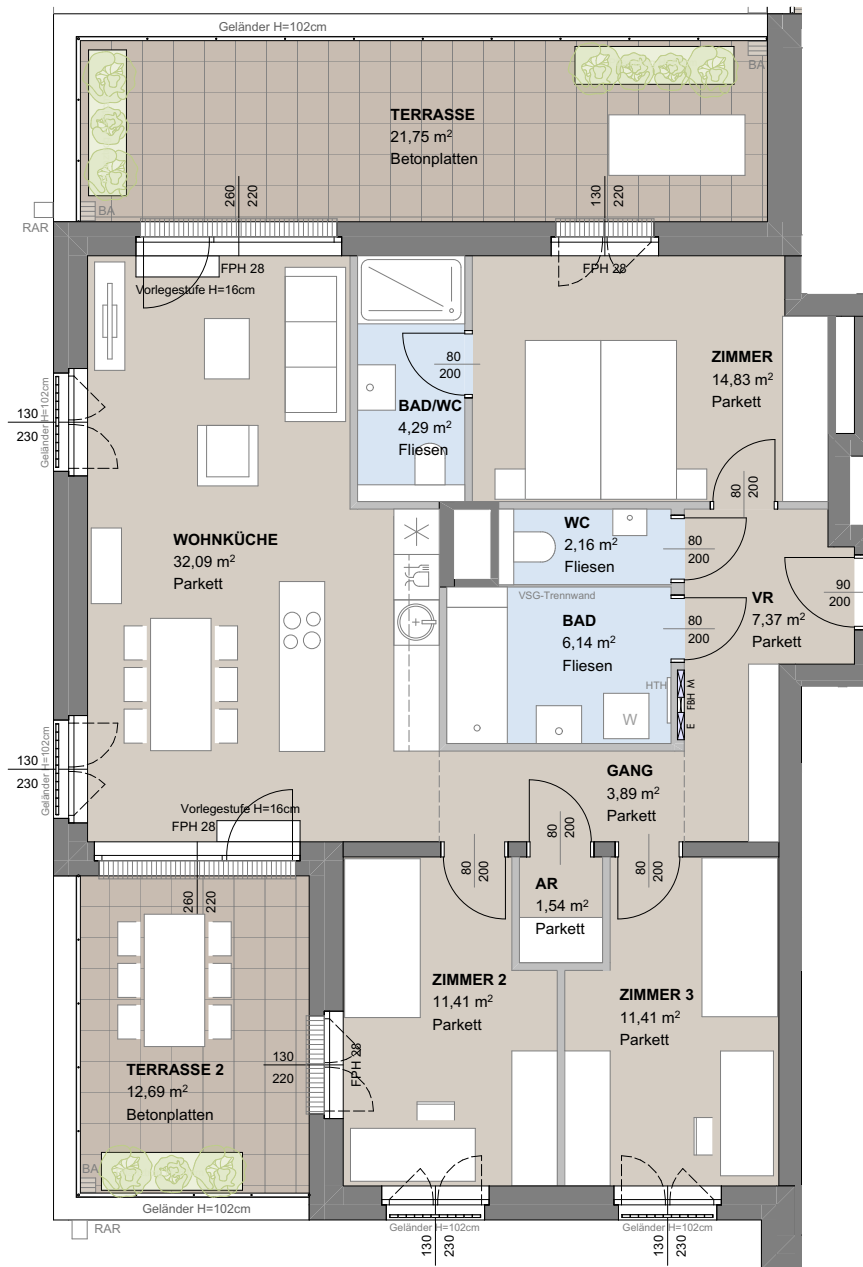 Geländer H=102cm
BA
TERRASSE
21,75 m²
Betonplatten
260
220
130
220
BA
RAR
FPH 28
Vorlegestufe H=16cm
FPH 28
130
230
Geländer H=102cm
80
200
BAD/WC
4,29 m²
Fliesen
ZIMMER
14,83 m²
Parkett
80
200
WOHNKÜCHE
32,09 m²
Parkett
WC
2,16 m²
Fliesen
80
200
VSG-Trennwand
BAD
6,14 m²
Fliesen
80
200
VR
7,37 m²
Parkett
90
200
HTH
W
E FBH M
130
230
Geländer H=102cm
Vorlegestufe H=16cm
FPH 28
GANG
3,89 m²
Parkett
80
200
80
200
80
200
260
220
AR
1,54 m²
Parkett
ZIMMER 2
11,41 m²
Parkett
ZIMMER 3
11,41 m²
Parkett
130
220
FPH 28
TERRASSE 2
12,69 m²
Betonplatten
BA
Geländer H=102cm
RAR
Geländer H=102cm
130
230
Geländer H=102cm
130
230